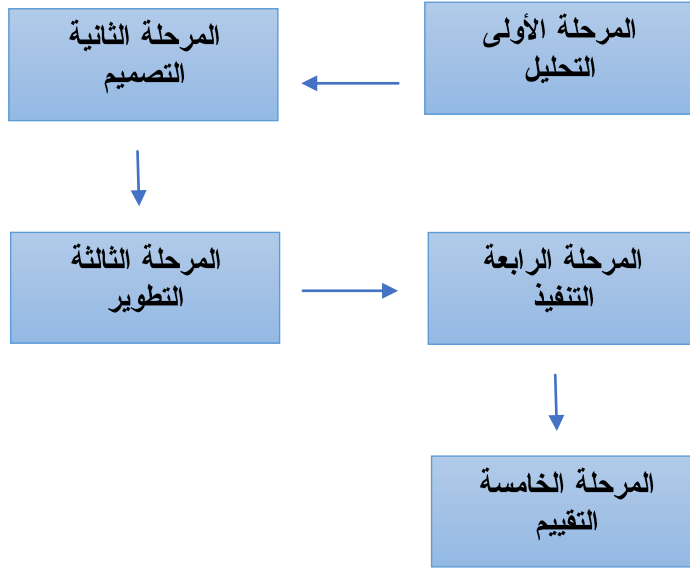 المرحلة الأولى
التحليل
المرحلة الثانية
التصميم
المرحلة الثالثة
التطوير
المرحلة الرابعة
التنفيذ
المرحلة الخامسة
التقييم